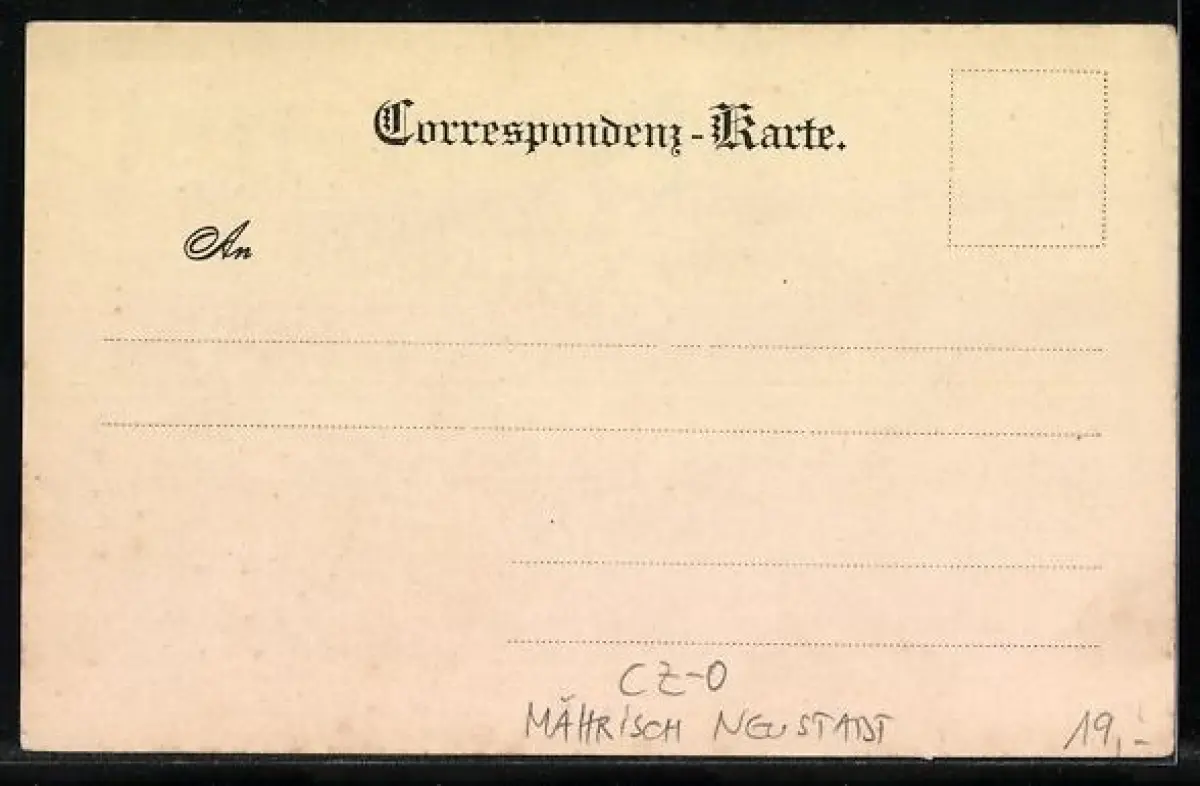 Correspondenz-Karte.
An
CZ-O
MÄHRISCH NEUSTADT
19,-